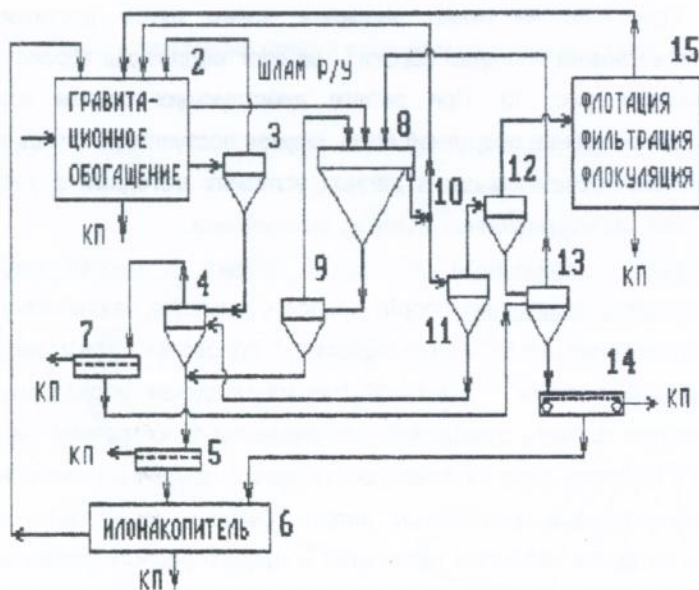 2
ШЛАМ Р/У
15
ГРАВИТА-
ЦИОННОЕ
ОБОГАЩЕНИЕ
3
8
ФЛОТАЦИЯ
ФИЛЬТРАЦИЯ
ФЛОКУЛЯЦИЯ
12
10
КП
КП
4
9
11
13
7
КП
14
КП
КП
5
ИЛОНАКОПИТЕЛЬ
6
КП